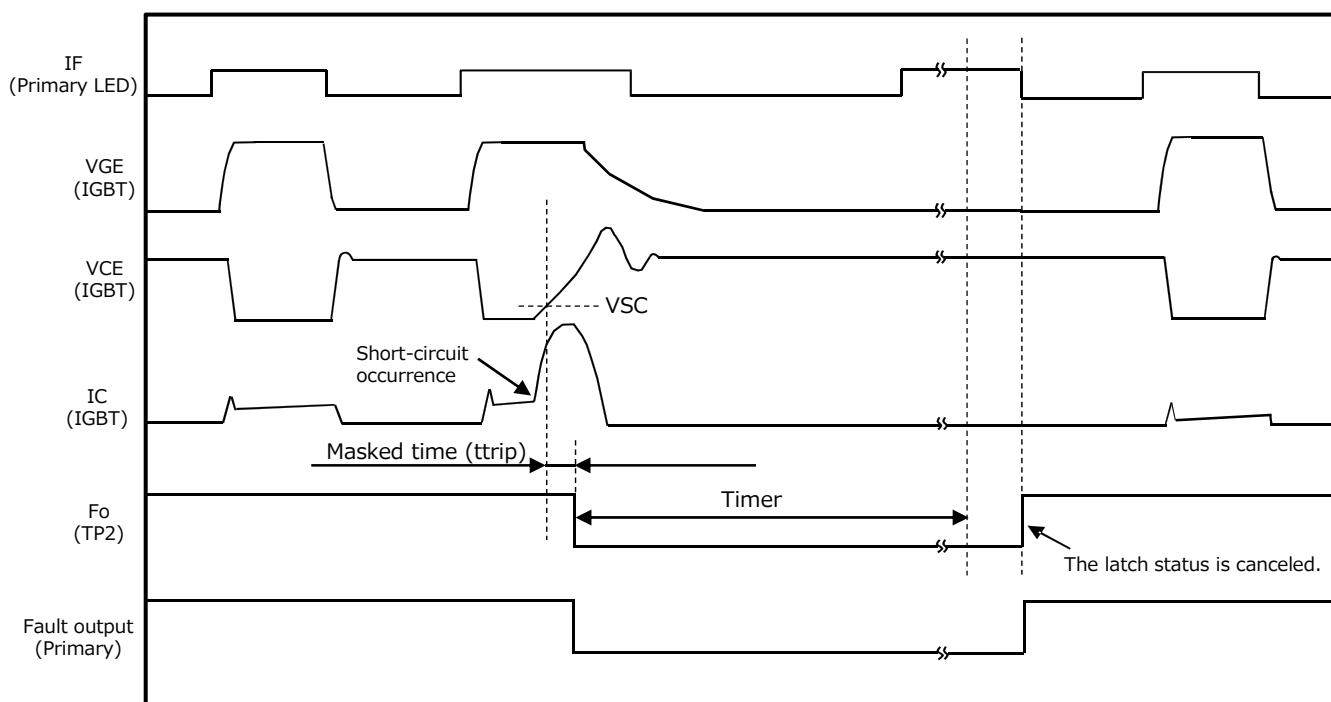 IF
(Primary LED)
VGE
(IGBT)
VCE
(IGBT)
VSC
Short-circuit
occurrence
IC
(IGBT)
Masked time (ttrip)
Timer
Fo
(TP2)
The latch status is canceled.
Fault output
(Primary)